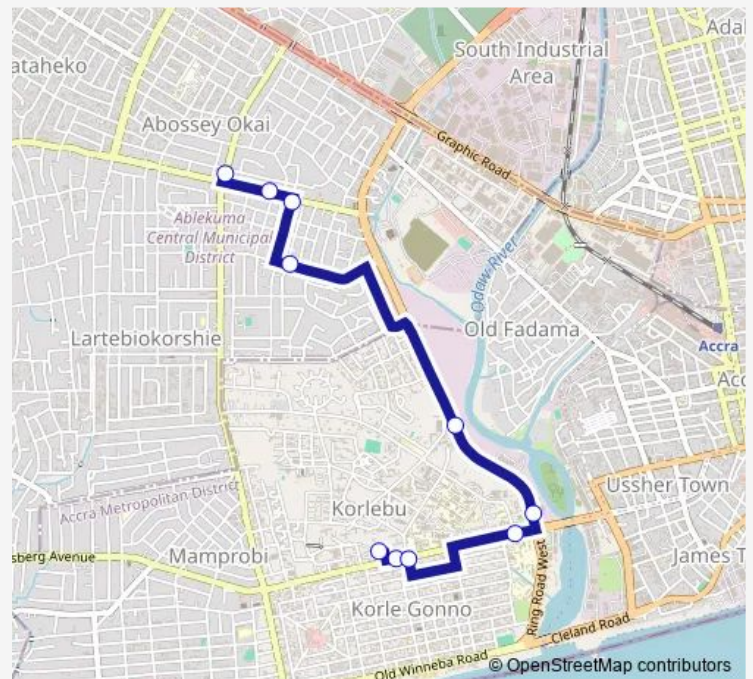 South Industrial
Area
Adal
ataheko
Abossey Okai
Graphic Road
Ablekuma
Central Municipal
District
Odaw River
Lartebiokorshie
Old Fadama
Accra
Acc
Accra Metropolitan District
Korlebu
Ussher Town
sberg Avenue
Mamprobi
James T
Korle Gonno
Ring Road West
Cleland Road
Old Winneba Road
© OpenStreetMap contributors